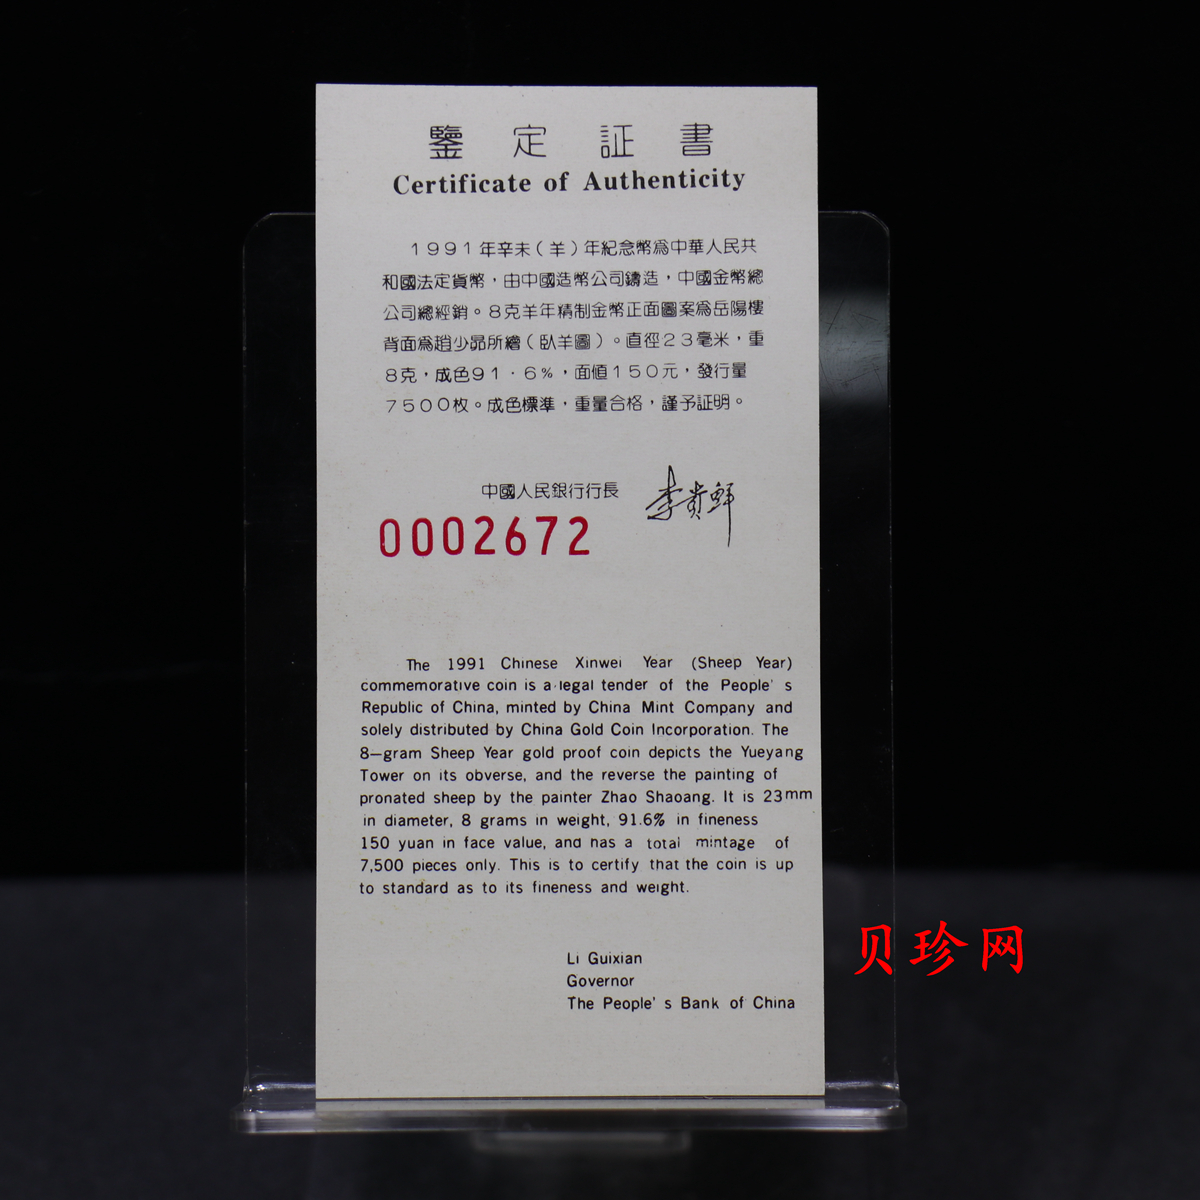 鑒定証書
Certificate of Authenticity
1991年辛未(羊)年紀念幣為中華人民共
和國法定貨幣，由中國造幣公司鑄造，中國金幣總
公司總經銷。8克羊年精制金幣正面圖案為岳陽樓
背面為趙少昂所繪(臥羊圖)。直徑23毫米，重
8克，成色91·6%，面值150元，發行量
7500枚。成色標準，重量合格，謹予証明。
中國人民銀行行長 李貴鮮
0002672
The 1991 Chinese Xinwei Year (Sheep Year)
commemorative coin is a legal tender of the People's
Republic of China, minted by China Mint Company and
solely distributed by China Gold Coin Incorporation. The
8—gram Sheep Year gold proof coin depicts the Yueyang
Tower on its obverse, and the reverse the painting of
pronated sheep by the painter Zhao Shaoang. It is 23mm
in diameter, 8 grams in weight, 91.6% in fineness
150 yuan in face value, and has a total mintage of
7,500 pieces only. This is to certify that the coin is up
to standard as to its fineness and weight.
Li Guixian
Governor
The People's Bank of China
贝珍网